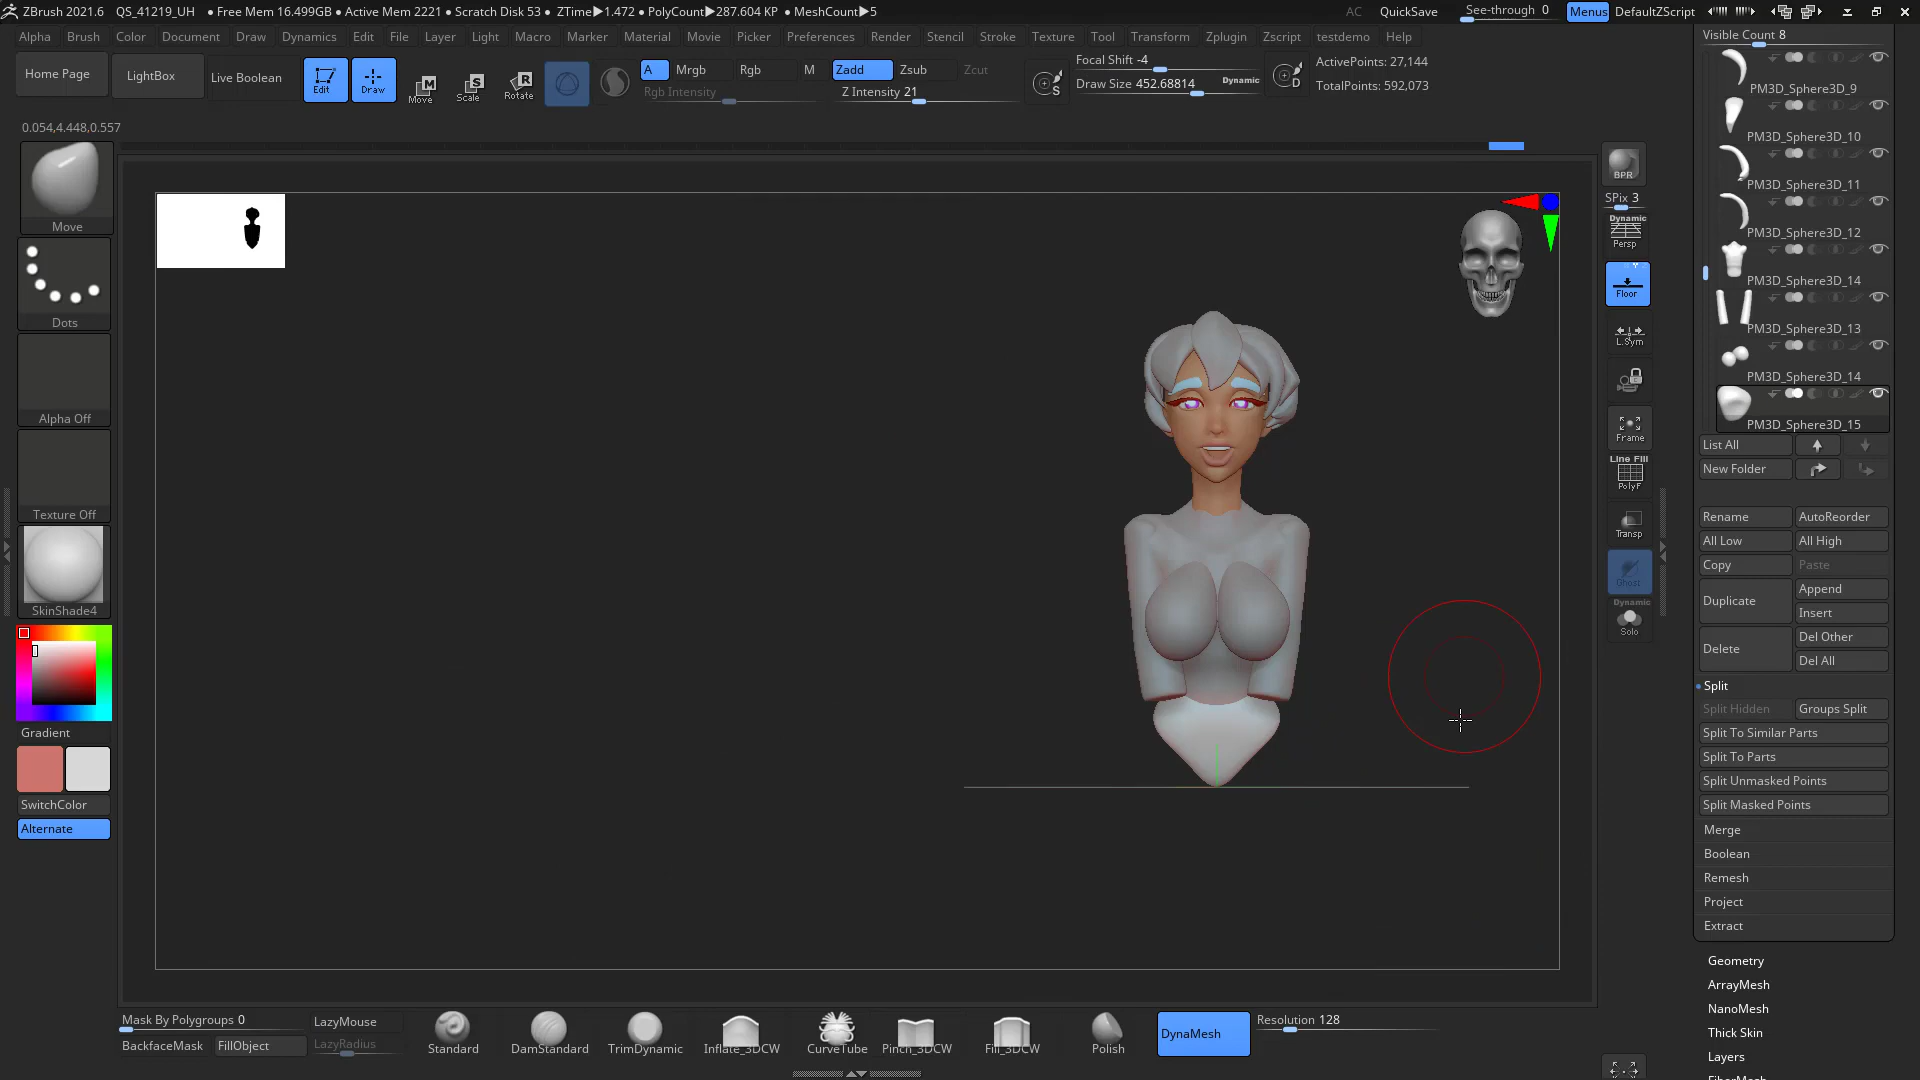 ZBrush 2021.6 QS_41219_UH • Free Mem 16.499GB • Active Mem 2221 • Scratch Disk 53 • ZTime▶1.472 • PolyCount▶287.604 KP • MeshCount▶5 AC QuickSave See-through 0 Menus DefaultZScript
Alpha Brush Color Document Draw Dynamics Edit File Layer Light Macro Marker Material Movie Picker Preferences Render Stencil Stroke Texture Tool Transform Zplugin Zscript testdemo Help
Home Page LightBox Live Boolean Edit Draw Move Scale Rotate
A Mrgb Rgb M Zadd Zsub Zcut
Rgb Intensity Z Intensity 21
S Focal Shift -4
Draw Size 452.68814 Dynamic D
ActivePoints: 27,144
TotalPoints: 592,073
0.054,4.448,0.557
Move
Dots
Alpha Off
Texture Off
SkinShade4
Gradient
SwitchColor
Alternate
BPR
SPix 3
Dynamic
Persp
Floor
L.Sym
Frame
Line Fill
PolyF
Transp
Ghost
Dynamic
Solo
Visible Count 8
PM3D_Sphere3D_9
PM3D_Sphere3D_10
PM3D_Sphere3D_11
PM3D_Sphere3D_12
PM3D_Sphere3D_14
PM3D_Sphere3D_13
PM3D_Sphere3D_14
PM3D_Sphere3D_15
List All
New Folder
Rename AutoReorder
All Low All High
Copy Paste
Duplicate Append
Insert
Delete Del Other
Del All
Split
Split Hidden Groups Split
Split To Similar Parts
Split To Parts
Split Unmasked Points
Split Masked Points
Merge
Boolean
Remesh
Project
Extract
Geometry
ArrayMesh
NanoMesh
Thick Skin
Layers
Mask By Polygroups 0 LazyMouse
BackfaceMask FillObject LazyRadius
Standard DamStandard TrimDynamic Inflate_3DCW CurveTube Pinch_3DCW Fill_3DCW Polish
DynaMesh Resolution 128